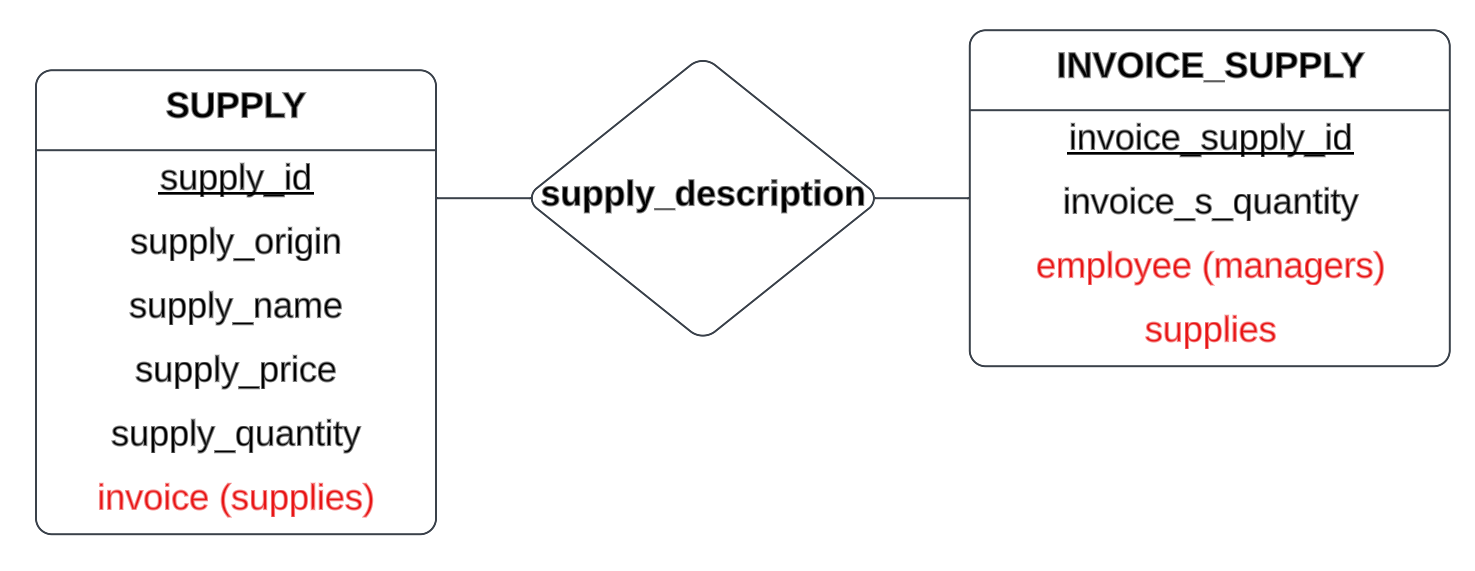 SUPPLY
supply_id
supply_origin
supply_name
supply_price
supply_quantity
invoice (supplies)
supply_description
INVOICE_SUPPLY
invoice_supply_id
invoice_s_quantity
employee (managers)
supplies